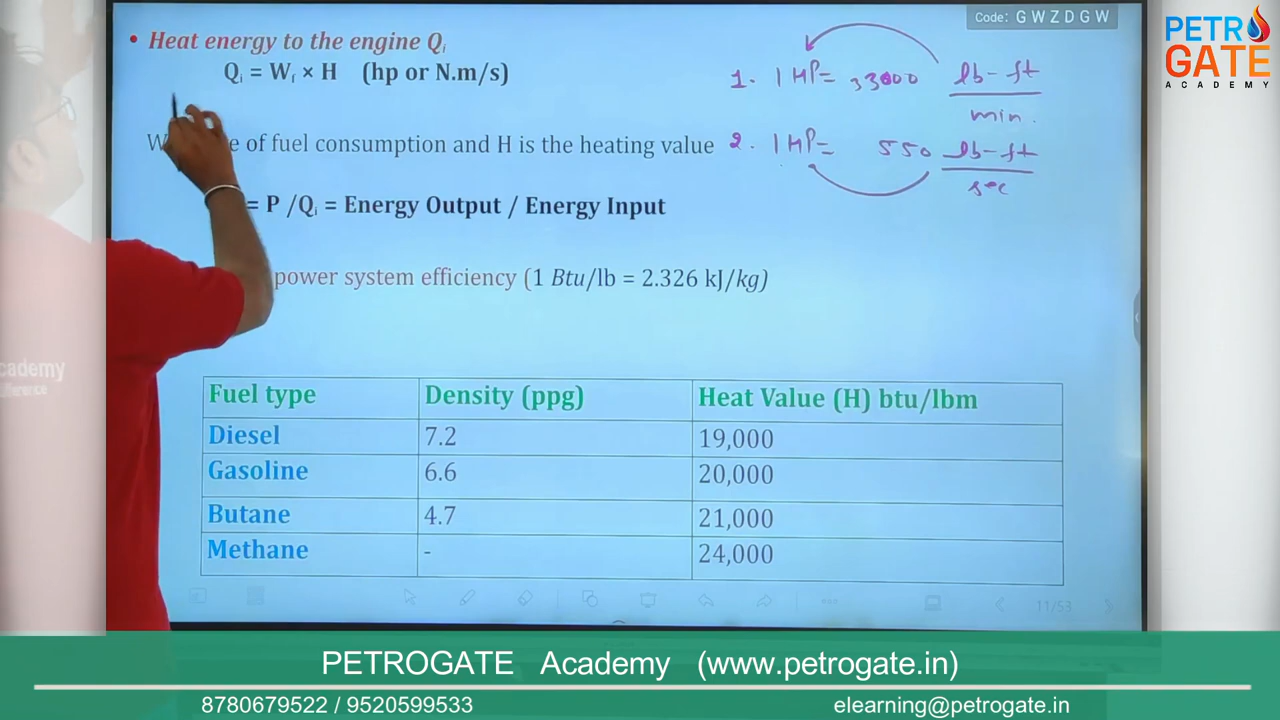 Code: G W Z D G W
PETRO
GATE
ACADEMY
• Heat energy to the engine Qi
Qi = Wf × H (hp or N.m/s)
1. 1 HP = 33000 lb-ft
min.
of fuel consumption and H is the heating value
2. 1 HP = 550 lb-ft
sec
= P /Qi = Energy Output / Energy Input
power system efficiency (1 Btu/lb = 2.326 kJ/kg)
Fuel type Density (ppg) Heat Value (H) btu/lbm
Diesel 7.2 19,000
Gasoline 6.6 20,000
Butane 4.7 21,000
Methane - 24,000
11/53
PETROGATE Academy (www.petrogate.in)
8780679522 / 9520599533 elearning@petrogate.in